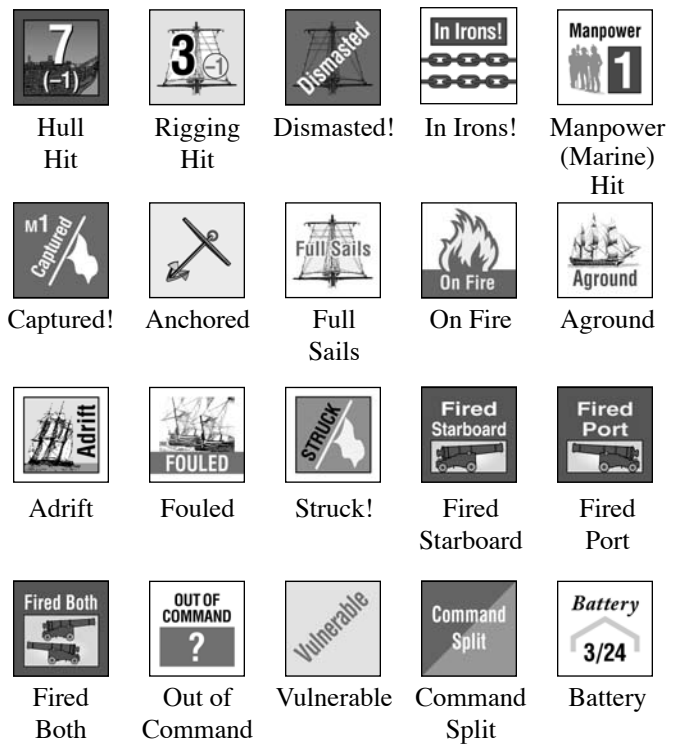 7
(–1)
3
–1
Dismasted
In Irons!
Manpower
1
Hull
Hit
Rigging
Hit
Dismasted!
In Irons!
Manpower
(Marine)
Hit
M1
Captured
Full Sails
On Fire
Aground
Captured!
Anchored
Full
Sails
On Fire
Aground
Adrift
FOULED
STRUCK
Fired
Starboard
Fired
Port
Adrift
Fouled
Struck!
Fired
Starboard
Fired
Port
Fired Both
OUT OF
COMMAND
?
Vulnerable
Command
Split
Battery
3/24
Fired
Both
Out of
Command
Vulnerable
Command
Split
Battery